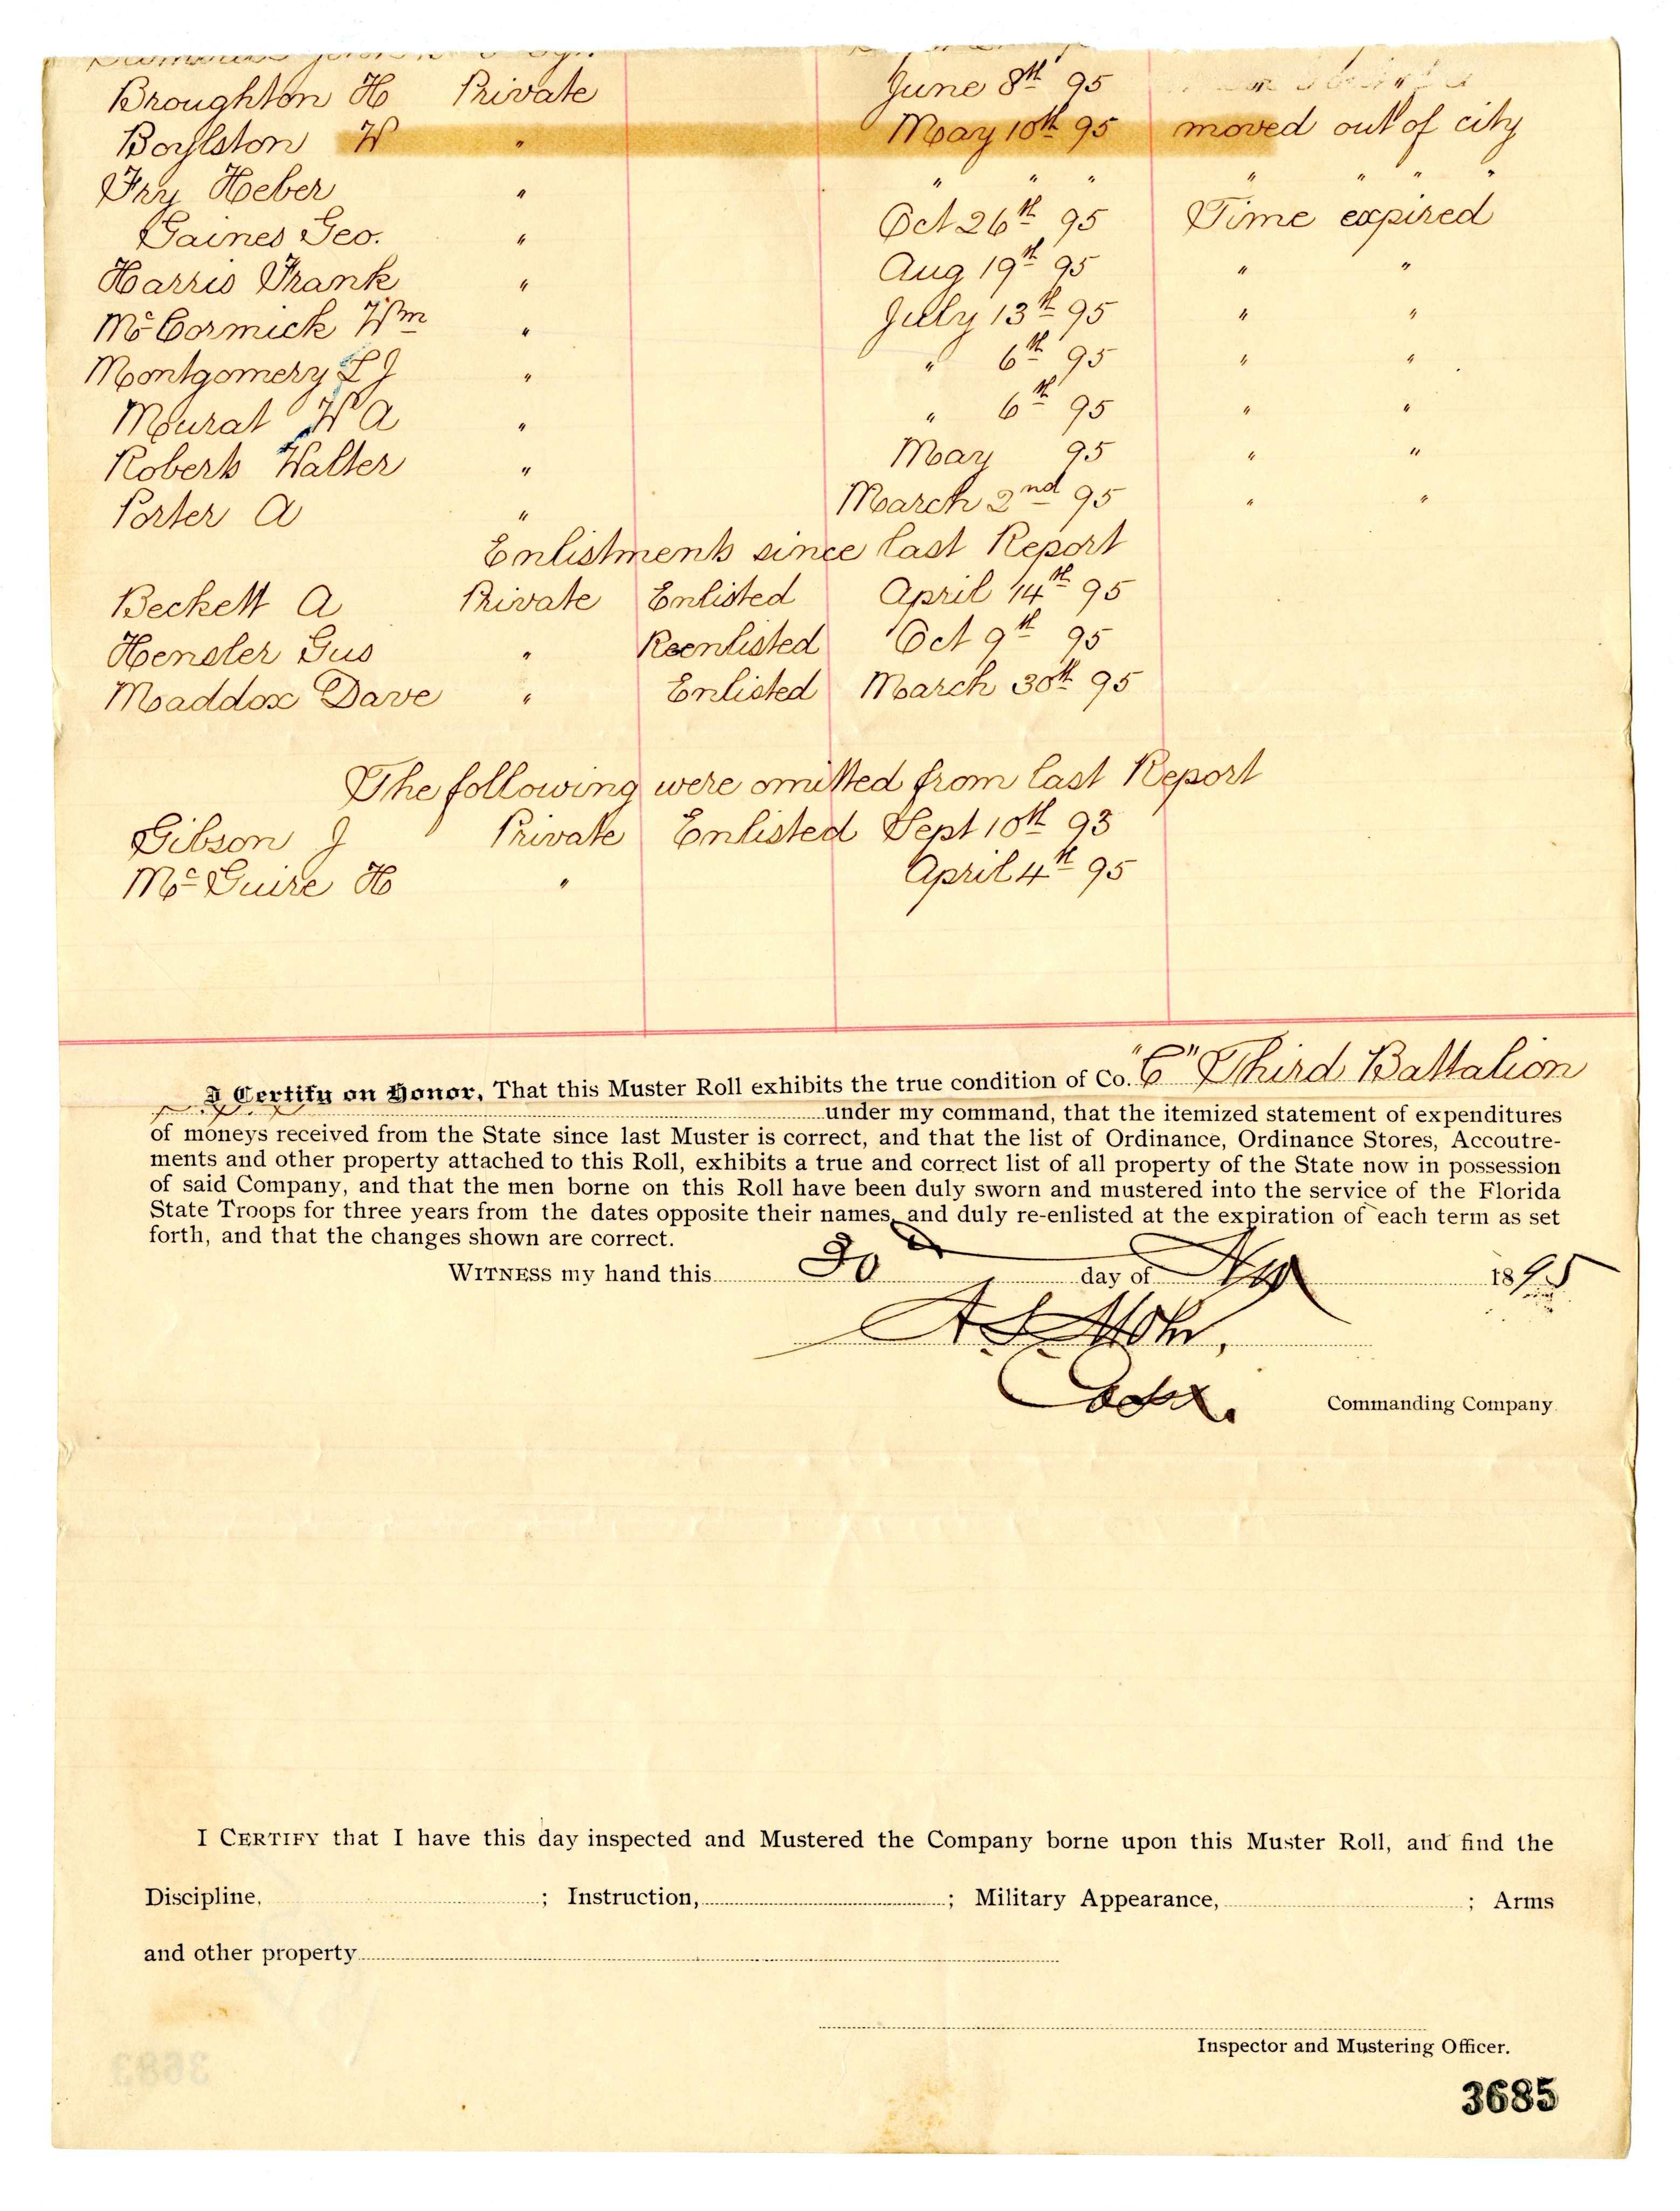 Broughton H Private June 8th 95 " "
Boylston W " May 10th 95 moved out of city
Fry Heber " " " " " " " "
Gaines Geo. " Oct 26th 95 Time expired
Harris Frank " Aug 19th 95 " "
McCormick Wm " July 13th 95 " "
Montgomery L J " " 6th 95 " "
Murat W A " " 6th 95 " "
Roberts Walter " May 95 " "
Porter A " March 2nd 95 " "
Enlistments since last Report
Beckett A Private Enlisted April 14th 95
Hensler Gus " Reenlisted Oct 9th 95
Maddox Dave " Enlisted March 30th 95
The following were omitted from last Report
Gibson J Private Enlisted Sept 10th 93
McGuire H " April 4th 95
I Certify on Honor, That this Muster Roll exhibits the true condition of Co. "C" Third Battalion
under my command, that the itemized statement of expenditures
of moneys received from the State since last Muster is correct, and that the list of Ordinance, Ordinance Stores, Accoutre-
ments and other property attached to this Roll, exhibits a true and correct list of all property of the State now in possession
of said Company, and that the men borne on this Roll have been duly sworn and mustered into the service of the Florida
State Troops for three years from the dates opposite their names, and duly re-enlisted at the expiration of each term as set
forth, and that the changes shown are correct.
WITNESS my hand this 30 day of Nov 1895
Commanding Company.
I CERTIFY that I have this day inspected and Mustered the Company borne upon this Muster Roll, and find the
Discipline, ; Instruction, ; Military Appearance, ; Arms
and other property
Inspector and Mustering Officer.
3683
3685